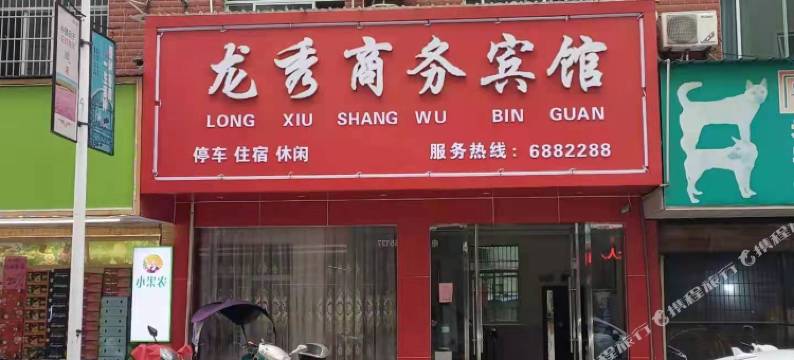 龙秀商务宾馆
LONG XIU SHANG WU BIN GUAN
停车 住宿 休闲
服务热线：6882288
小果农
携程旅行
携程旅行